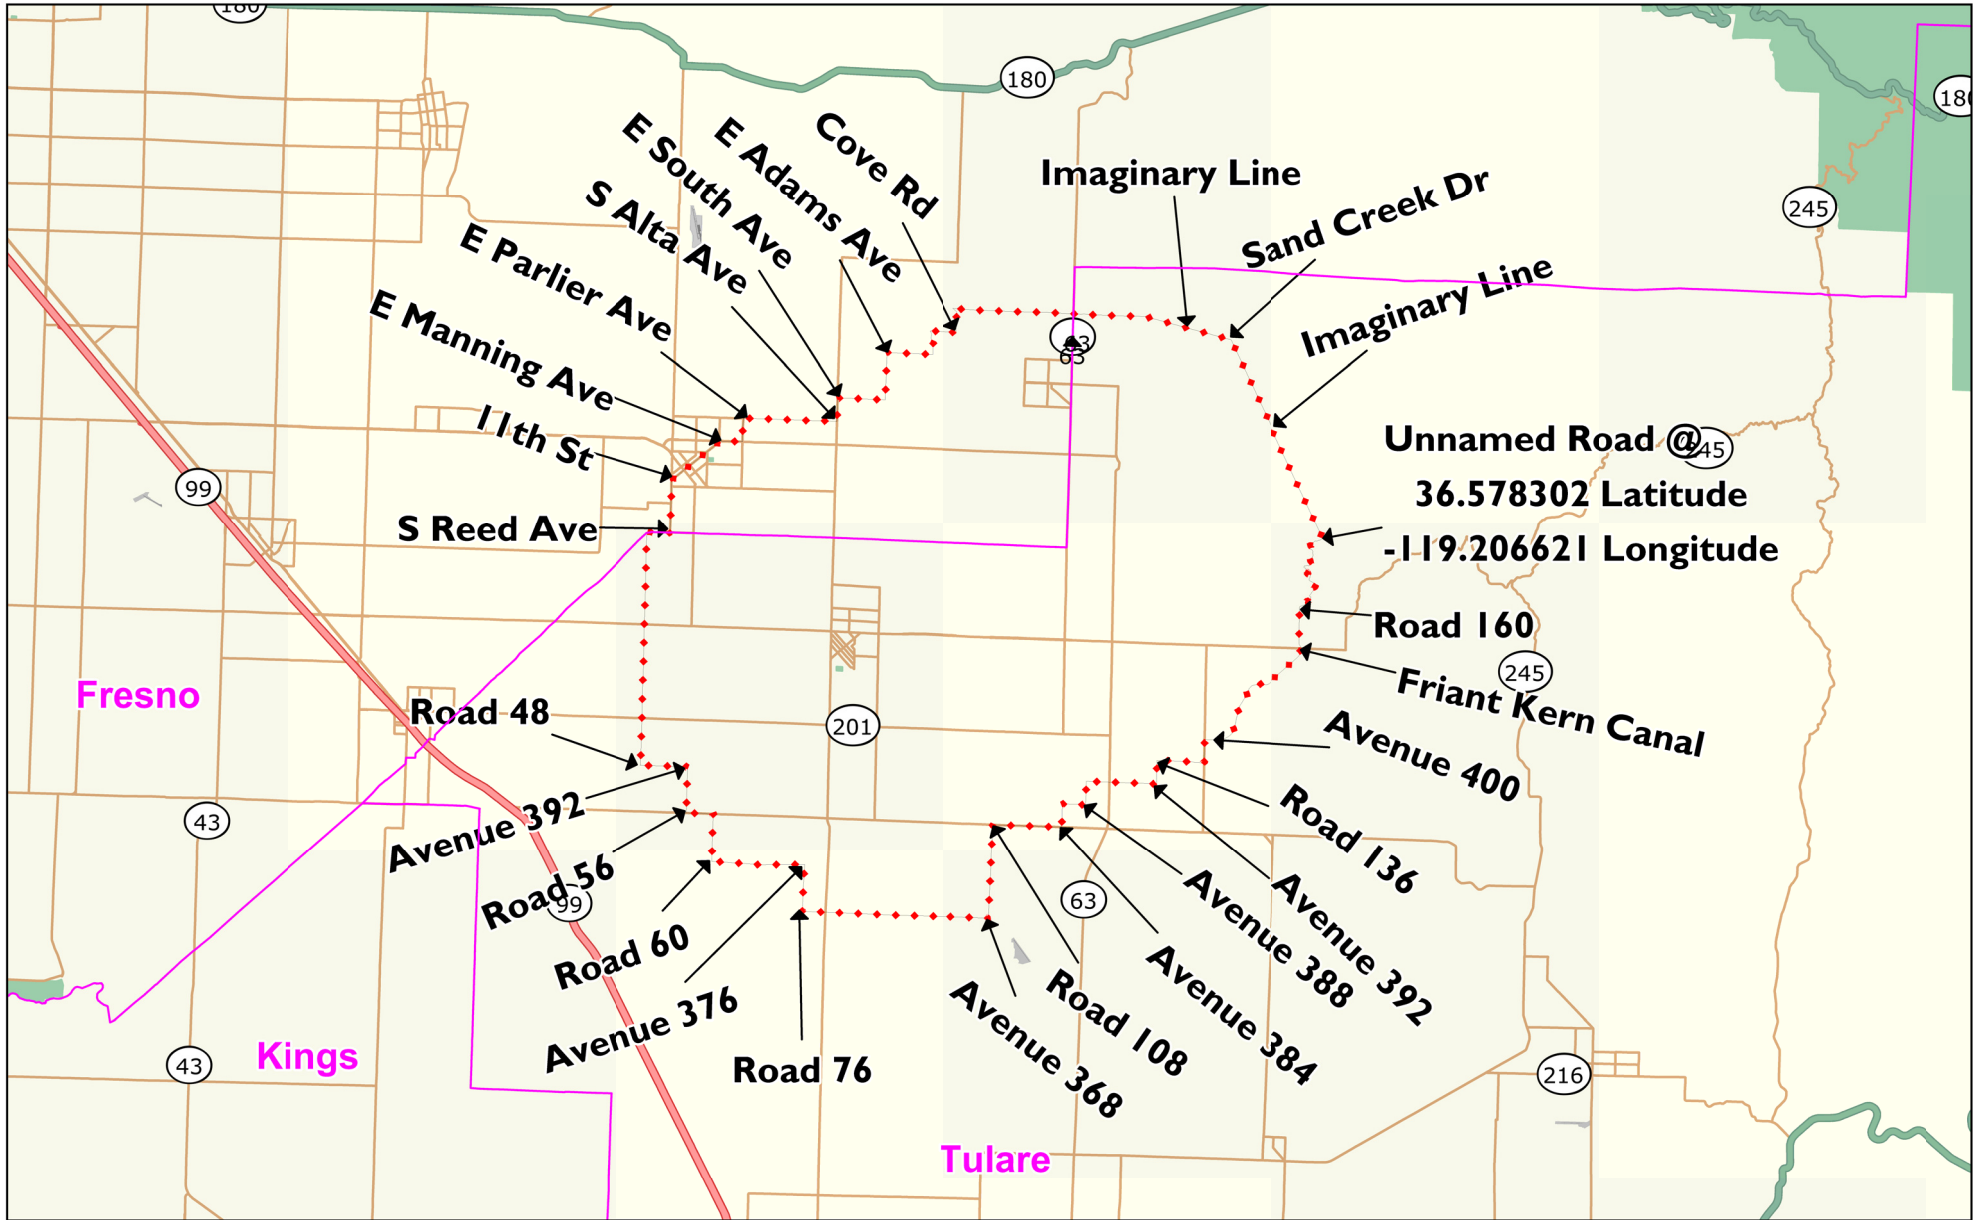 180
180
180
Cove Rd
E Adams Ave
E South Ave
Imaginary Line
Sand Creek Dr
245
S Alta Ave
E Parlier Ave
Imaginary Line
E Manning Ave
63
63
11th St
Unnamed Road @
245
36.578302 Latitude
-119.206621 Longitude
99
S Reed Ave
Road 160
Friant Kern Canal
245
Fresno
Road 48
201
Avenue 400
43
Avenue 392
Road 136
Road 56
99
63
Avenue 392
Avenue 388
Road 60
Avenue 384
Avenue 376
Road 108
Avenue 368
Kings
43
Road 76
216
Tulare